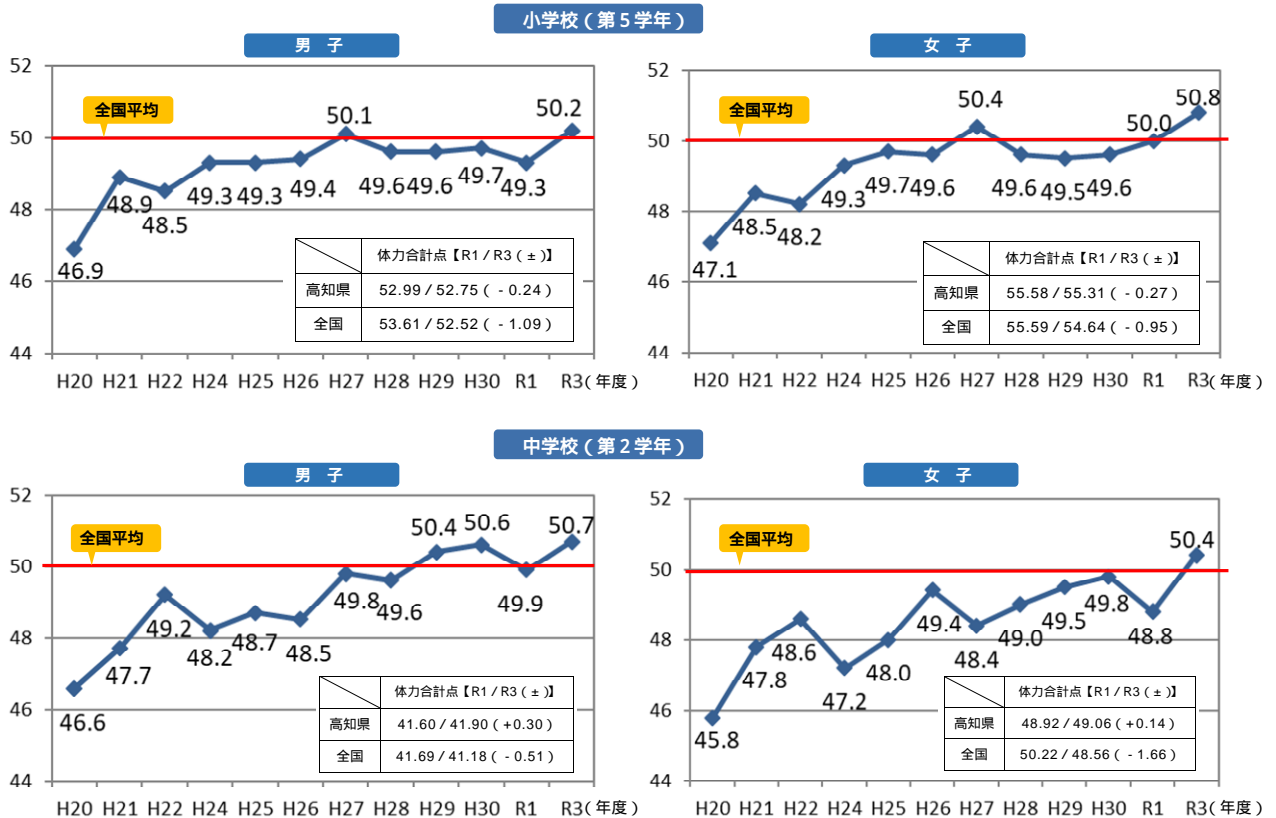 小学校（第５学年）
男　子
52
50
48
46
44
全国平均
46.9
48.9
48.5
49.3
49.3
49.4
50.1
49.6
49.6
49.7
49.3
50.2
体力合計点【R1／R3（±）】
高知県 52.99／52.75（－0.24）
全国 53.61／52.52（－1.09）
H20 H21 H22 H24 H25 H26 H27 H28 H29 H30 R1 R3（年度）
女　子
52
50
48
46
44
全国平均
47.1
48.5
48.2
49.3
49.7
49.6
50.4
49.6
49.5
49.6
50.0
50.8
体力合計点【R1／R3（±）】
高知県 55.58／55.31（－0.27）
全国 55.59／54.64（－0.95）
H20 H21 H22 H24 H25 H26 H27 H28 H29 H30 R1 R3（年度）
中学校（第２学年）
男　子
52
50
48
46
44
全国平均
46.6
47.7
49.2
48.2
48.7
48.5
49.8
49.6
50.4
50.6
49.9
50.7
体力合計点【R1／R3（±）】
高知県 41.60／41.90（+0.30）
全国 41.69／41.18（－0.51）
H20 H21 H22 H24 H25 H26 H27 H28 H29 H30 R1 R3（年度）
女　子
52
50
48
46
44
全国平均
45.8
47.8
48.6
47.2
48.0
49.4
48.4
49.0
49.5
49.8
48.8
50.4
体力合計点【R1／R3（±）】
高知県 48.92／49.06（+0.14）
全国 50.22／48.56（－1.66）
H20 H21 H22 H24 H25 H26 H27 H28 H29 H30 R1 R3（年度）